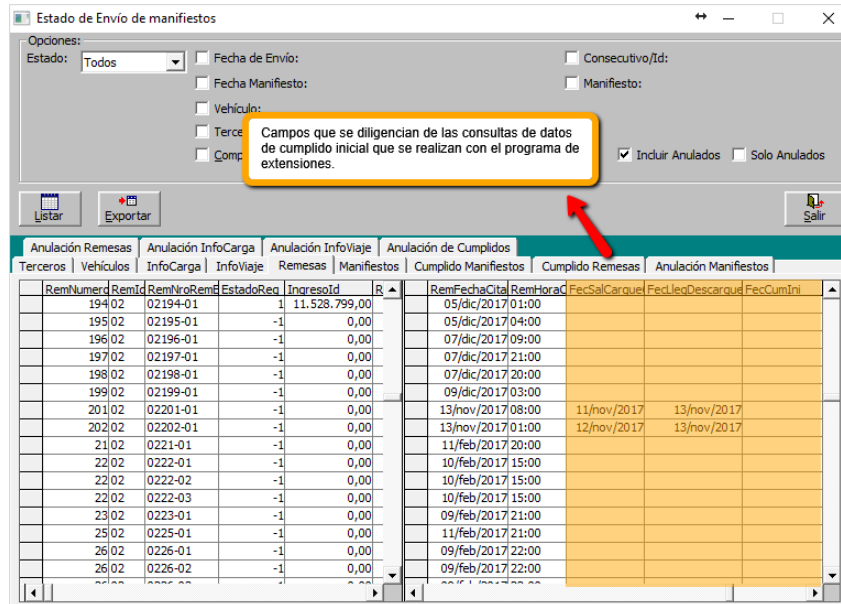 Estado de Envío de manifiestos
Opciones:
Estado: Todos Fecha de Envío: Consecutivo/Id:
Fecha Manifiesto: Manifiesto:
Vehículo:
Campos que se diligencian de las consultas de datos
de cumplido inicial que se realizan con el programa de
extensiones.
Incluir Anulados Solo Anulados
Listar Exportar Salir
Anulación Remesas Anulación InfoCarga Anulación InfoViaje Anulación de Cumplidos
Terceros Vehículos InfoCarga InfoViaje Remesas Manifiestos Cumplido Manifiestos Cumplido Remesas Anulación Manifiestos
RemNumero RemId RemNroRemE EstadoReg IngresoId R RemFechaCita RemHoraC FecSalCargue FecLlegDescargue FecCumIni
194 02 02194-01 1 11.528.799,00 05/dic/2017 01:00
195 02 02195-01 -1 0,00 05/dic/2017 04:00
196 02 02196-01 -1 0,00 07/dic/2017 09:00
197 02 02197-01 -1 0,00 07/dic/2017 21:00
198 02 02198-01 -1 0,00 07/dic/2017 20:00
199 02 02199-01 -1 0,00 09/dic/2017 03:00
201 02 02201-01 -1 0,00 13/nov/2017 08:00 11/nov/2017 13/nov/2017
202 02 02202-01 -1 0,00 13/nov/2017 01:00 12/nov/2017 13/nov/2017
21 02 0221-01 -1 0,00 11/feb/2017 20:00
22 02 0222-01 -1 0,00 10/feb/2017 15:00
22 02 0222-02 -1 0,00 10/feb/2017 15:00
22 02 0222-03 -1 0,00 10/feb/2017 15:00
23 02 0223-01 -1 0,00 09/feb/2017 21:00
25 02 0225-01 -1 0,00 11/feb/2017 21:00
26 02 0226-01 -1 0,00 09/feb/2017 22:00
26 02 0226-02 -1 0,00 09/feb/2017 22:00